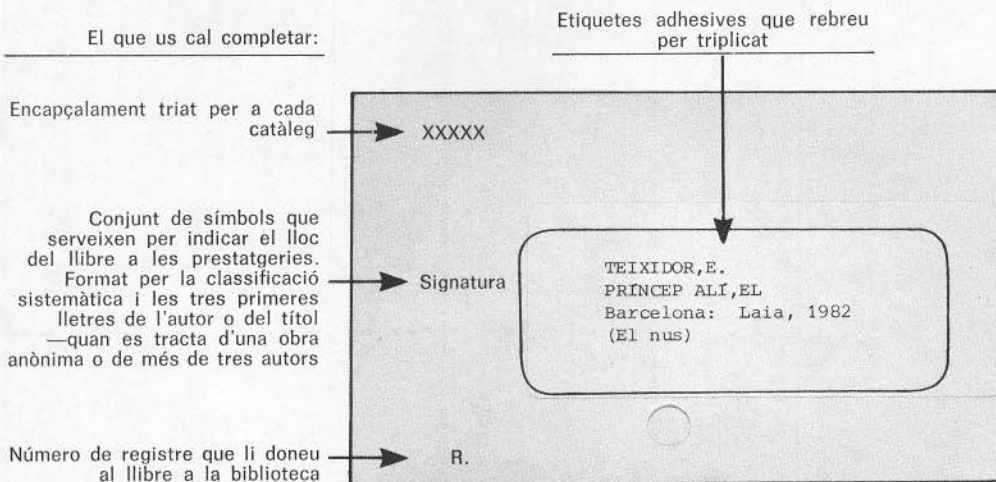 El que us cal completar:
Etiquetes adhesives que rebreu
per triplicat
Encapçalament triat per a cada
catàleg
XXXXX
Conjunt de símbols que
serveixen per indicar el lloc
del llibre a les prestatgeries.
Format per la classificació
sistemàtica i les tres primeres
lletres de l'autor o del títol
—quan es tracta d'una obra
anònima o de més de tres autors
Signatura
TEIXIDOR,E.
PRÍNCEP ALÍ,EL
Barcelona: Laia, 1982
(El nus)
Número de registre que li doneu
al llibre a la biblioteca
R.